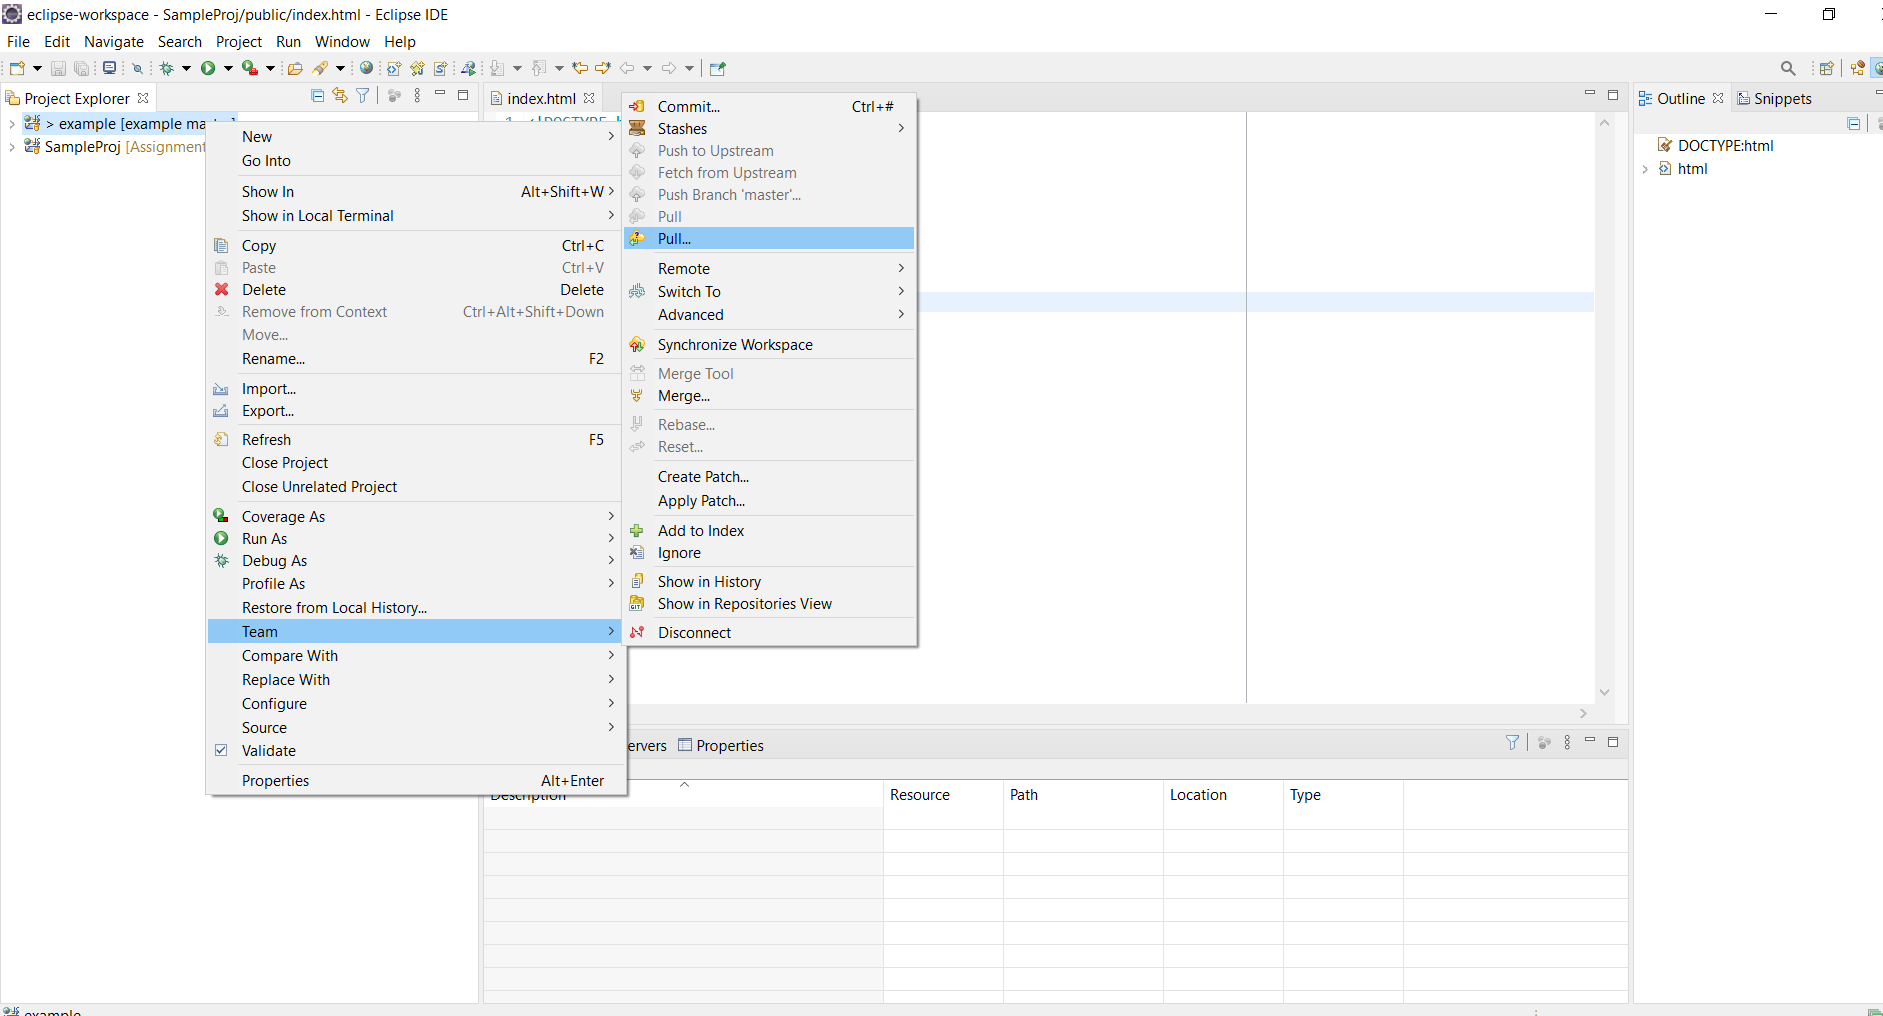 eclipse-workspace - SampleProj/public/index.html - Eclipse IDE
File Edit Navigate Search Project Run Window Help
Project Explorer
> example [example
SampleProj [Assignment
New
Go Into
Show In Alt+Shift+W
Show in Local Terminal
Copy Ctrl+C
Paste Ctrl+V
Delete Delete
Remove from Context Ctrl+Alt+Shift+Down
Move...
Rename... F2
Import...
Export...
Refresh F5
Close Project
Close Unrelated Project
Coverage As
Run As
Debug As
Profile As
Restore from Local History...
Team
Compare With
Replace With
Configure
Source
Validate
Properties Alt+Enter
index.html
1 <!DOCTYPE
Commit... Ctrl+#
Stashes
Push to Upstream
Fetch from Upstream
Push Branch 'master'...
Pull
Pull...
Remote
Switch To
Advanced
Synchronize Workspace
Merge Tool
Merge...
Rebase...
Reset...
Create Patch...
Apply Patch...
Add to Index
Ignore
Show in History
GIT Show in Repositories View
Disconnect
Outline Snippets
DOCTYPE:html
html
ervers Properties
Description Resource Path Location Type
example